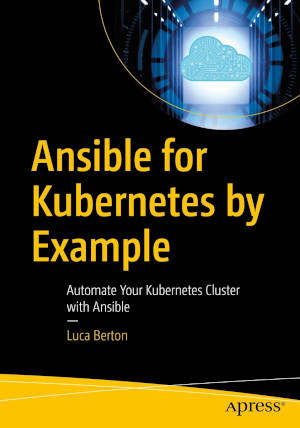 Ansible for
Kubernetes by
Example
Automate Your Kubernetes Cluster
with Ansible
Luca Berton
Apress®